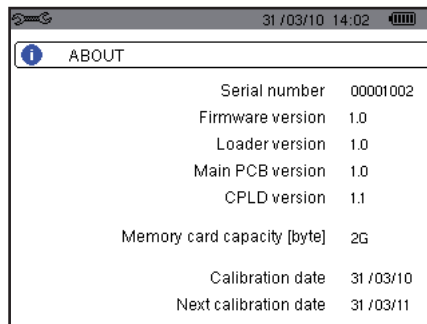 31/03/10 14:02
ABOUT
Serial number 00001002
Firmware version 1.0
Loader version 1.0
Main PCB version 1.0
CPLD version 1.1
Memory card capacity [byte] 2G
Calibration date 31/03/10
Next calibration date 31/03/11